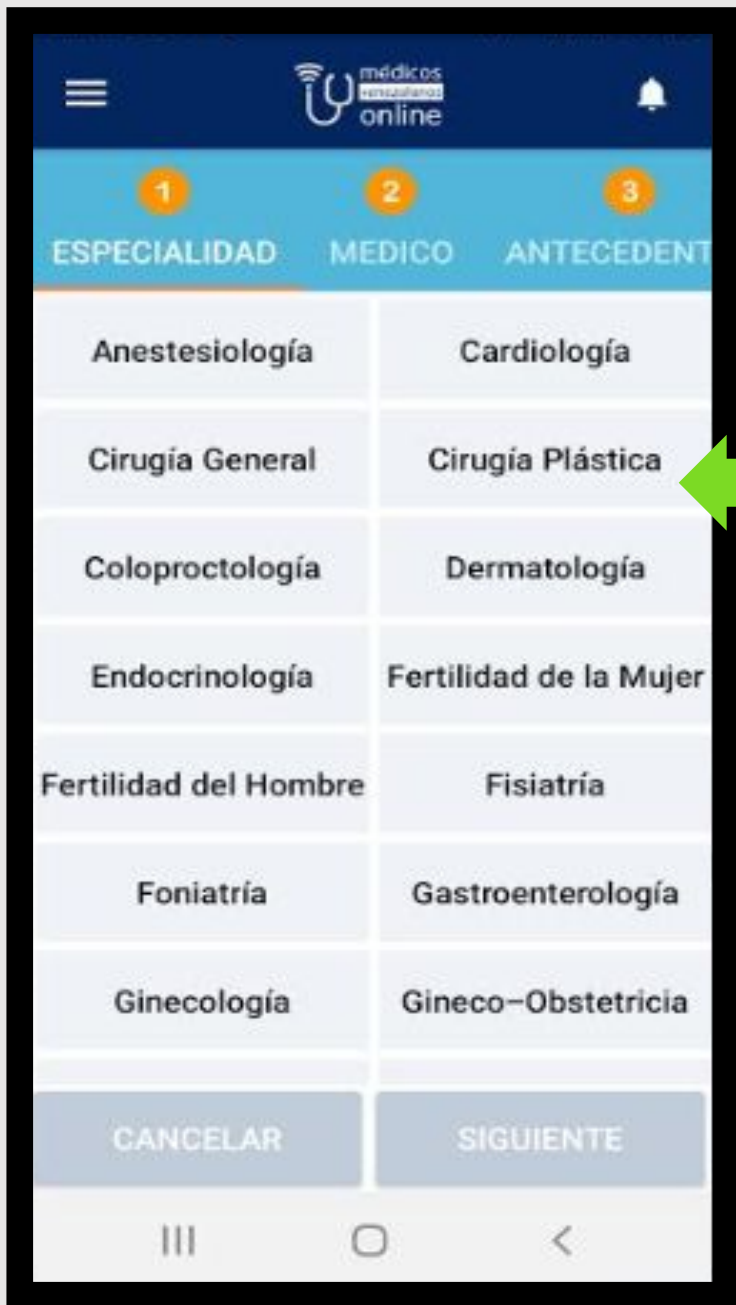 médicos
venezolanos
online
1
2
3
ESPECIALIDAD
MEDICO
ANTECEDENT
Anestesiología
Cardiología
Cirugía General
Cirugía Plástica
Coloproctología
Dermatología
Endocrinología
Fertilidad de la Mujer
Fertilidad del Hombre
Fisiatría
Foniatría
Gastroenterología
Ginecología
Gineco–Obstetricia
CANCELAR
SIGUIENTE